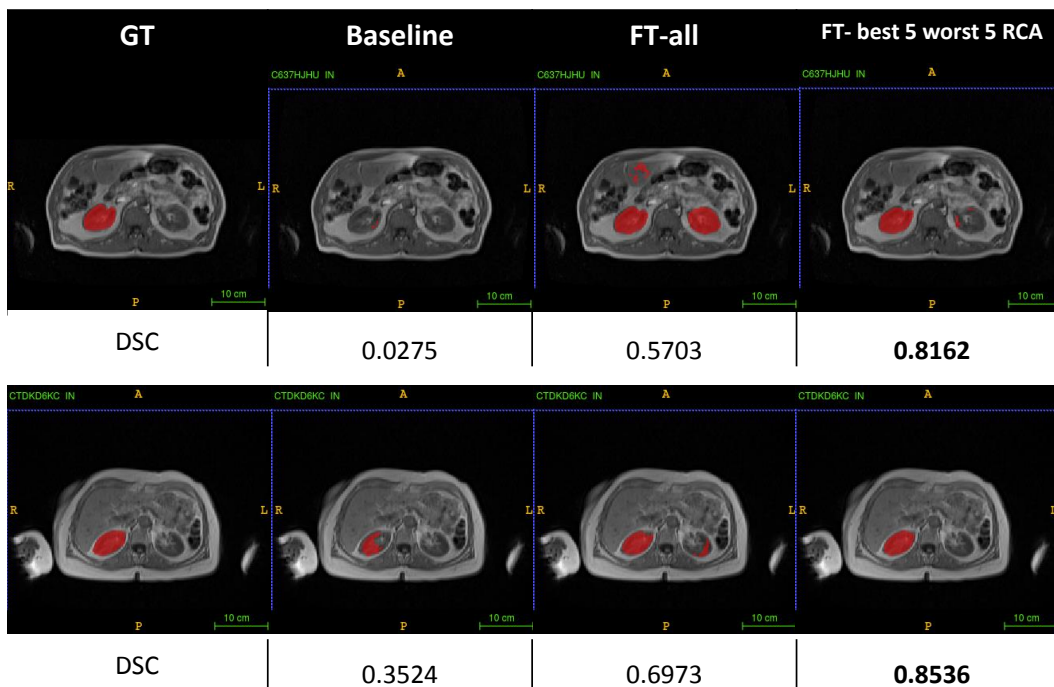 GT Baseline FT-all FT- best 5 worst 5 RCA
C637HJHU IN A C637HJHU IN A C637HJHU IN A
R L R L R L R
P 10 cm P 10 cm P 10 cm P 10 cm
DSC 0.0275 0.5703 0.8162
CTDKD6KC IN A CTDKD6KC IN A CTDKD6KC IN A CTDKD6KC IN A
R L R L R L R L
P 10 cm P 10 cm P 10 cm P 10 cm
DSC 0.3524 0.6973 0.8536